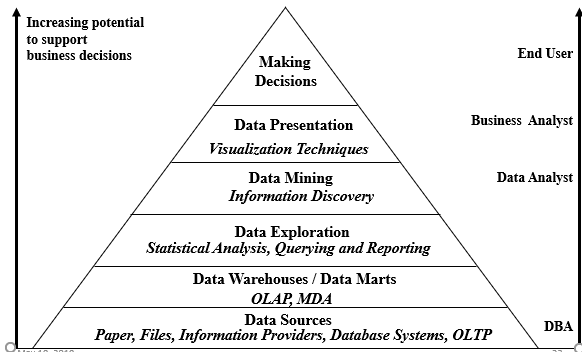 Increasing potential
to support
business decisions
End User
Making
Decisions
Business Analyst
Data Presentation
Visualization Techniques
Data Analyst
Data Mining
Information Discovery
Data Exploration
Statistical Analysis, Querying and Reporting
Data Warehouses / Data Marts
OLAP, MDA
Data Sources
Paper, Files, Information Providers, Database Systems, OLTP
DBA